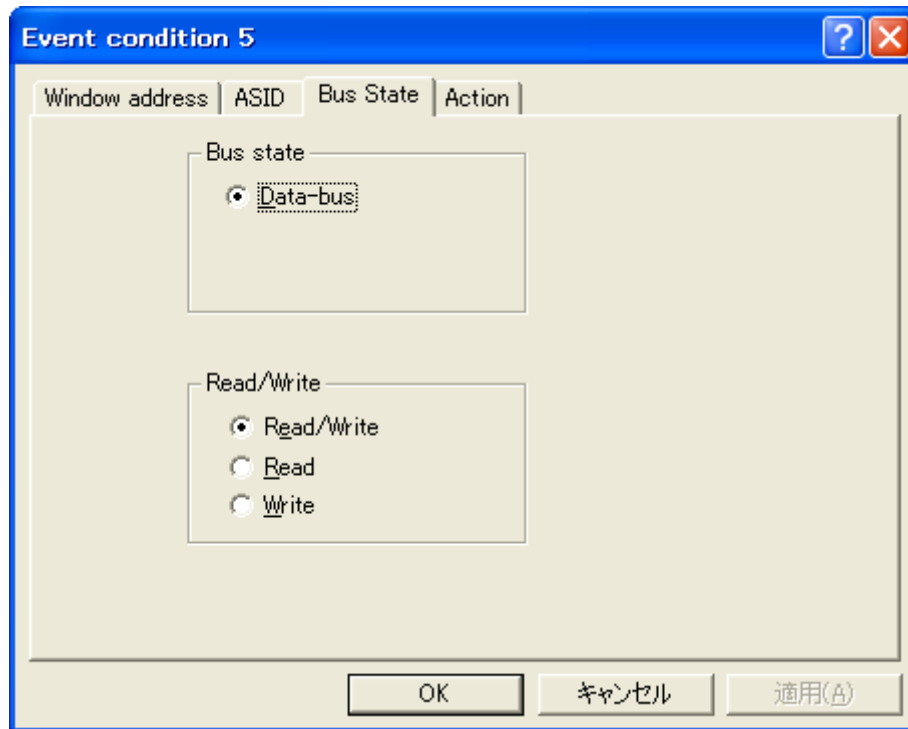 Event condition 5
Window address ASID Bus State Action
Bus state
Data-bus
Read/Write
Read/Write
Read
Write
OK キャンセル 適用(A)